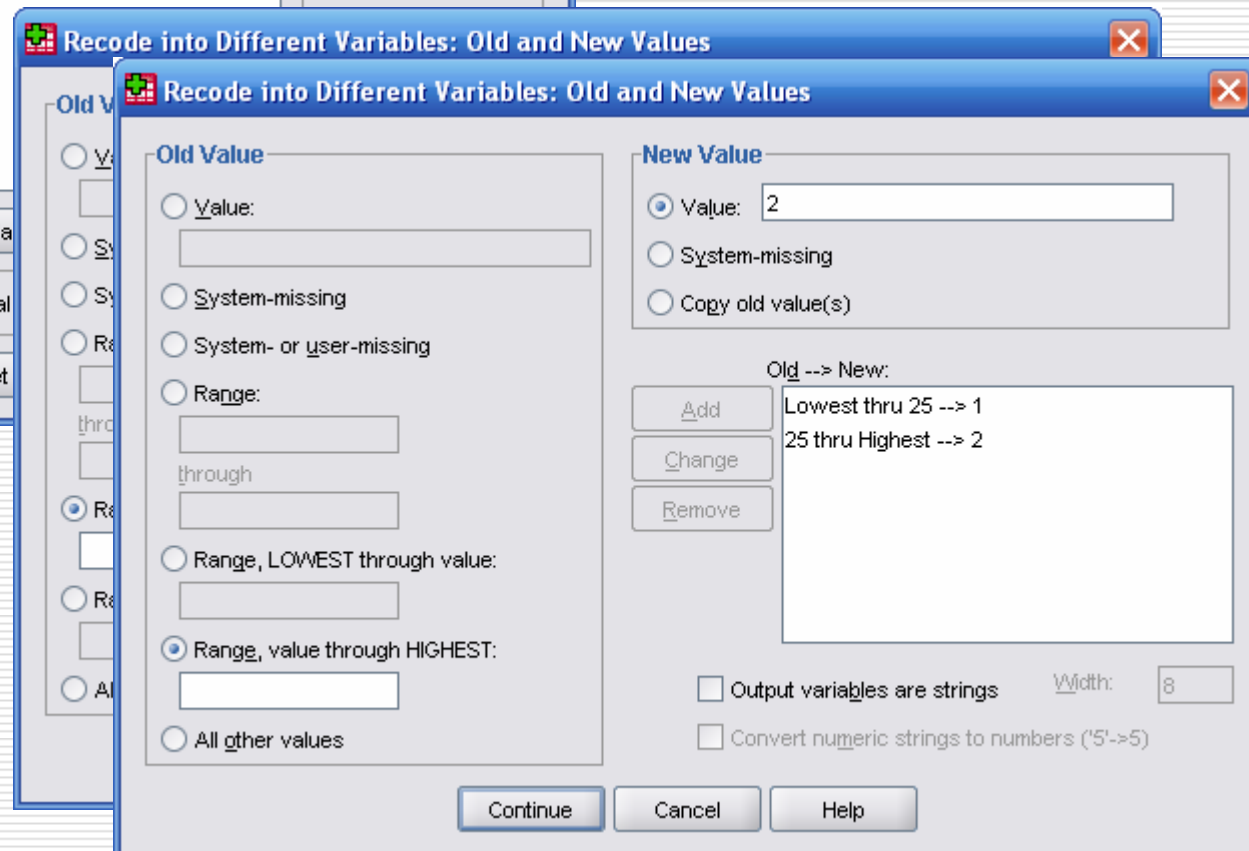 Recode into Different Variables: Old and New Values
Recode into Different Variables: Old and New Values
Old Value
Value:
System-missing
System- or user-missing
Range:
through
Range, LOWEST through value:
Range, value through HIGHEST:
All other values
New Value
Value: 2
System-missing
Copy old value(s)
Old --> New:
Add
Change
Remove
Lowest thru 25 --> 1
25 thru Highest --> 2
Output variables are strings
Width: 8
Convert numeric strings to numbers ('5'->5)
Continue
Cancel
Help